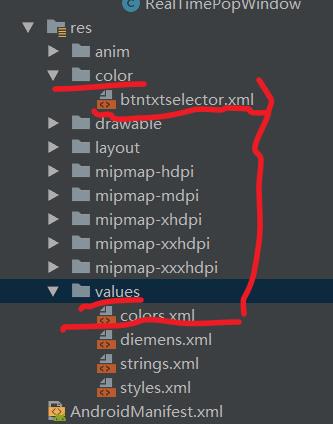 RealTimePopWindow
res
anim
color
btntxtselector.xml
drawable
layout
mipmap-hdpi
mipmap-mdpi
mipmap-xhdpi
mipmap-xxhdpi
mipmap-xxxhdpi
values
colors.xml
diemens.xml
strings.xml
styles.xml
AndroidManifest.xml